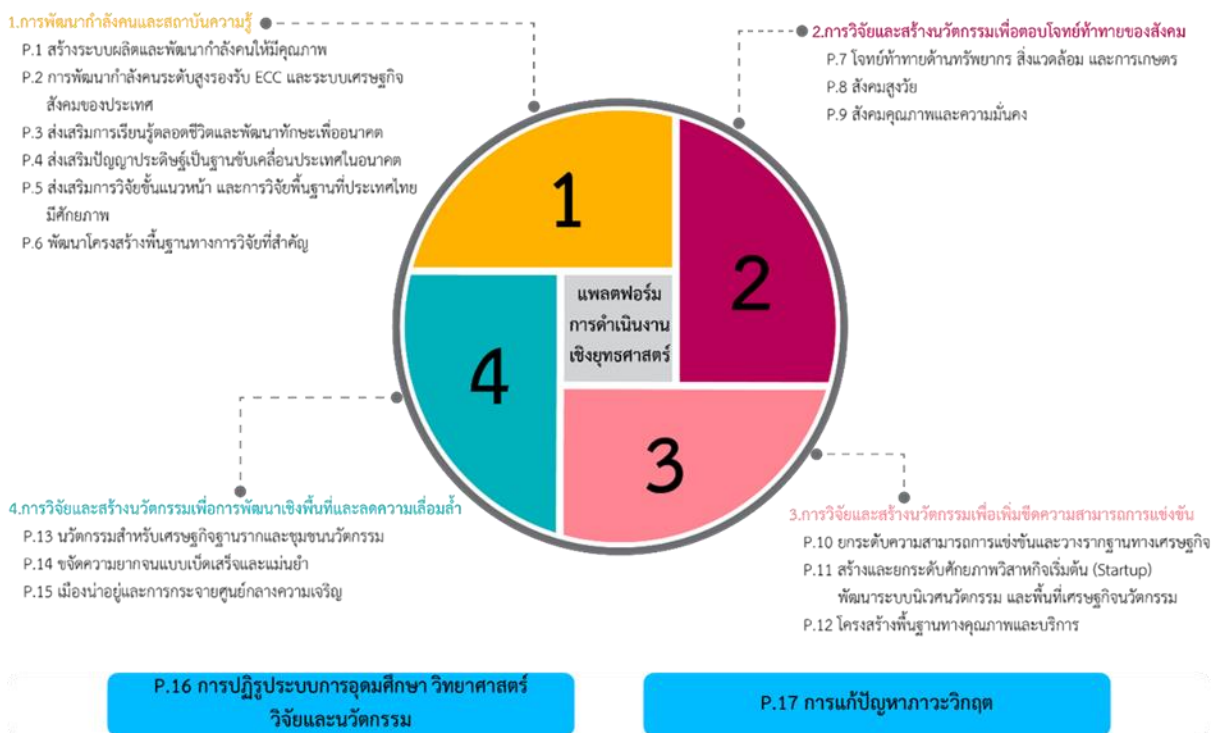 1.การพัฒนากำลังคนและสถาบันความรู้
P.1 สร้างระบบผลิตและพัฒนากำลังคนให้มีคุณภาพ
P.2 การพัฒนากำลังคนระดับสูงรองรับ ECC และระบบเศรษฐกิจ
สังคมของประเทศ
P.3 ส่งเสริมการเรียนรู้ตลอดชีวิตและพัฒนาทักษะเพื่ออนาคต
P.4 ส่งเสริมปัญญาประดิษฐ์เป็นฐานขับเคลื่อนประเทศในอนาคต
P.5 ส่งเสริมการวิจัยขั้นแนวหน้า และการวิจัยพื้นฐานที่ประเทศไทย
มีศักยภาพ
P.6 พัฒนาโครงสร้างพื้นฐานทางการวิจัยที่สำคัญ
2.การวิจัยและสร้างนวัตกรรมเพื่อตอบโจทย์ท้าทายของสังคม
P.7 โจทย์ท้าทายด้านทรัพยากร สิ่งแวดล้อม และการเกษตร
P.8 สังคมสูงวัย
P.9 สังคมคุณภาพและความมั่นคง
1
2
แพลตฟอร์ม
การดำเนินงาน
เชิงยุทธศาสตร์
4
3
4.การวิจัยและสร้างนวัตกรรมเพื่อการพัฒนาเชิงพื้นที่และลดความเลื่อมล้ำ
P.13 นวัตกรรมสำหรับเศรษฐกิจฐานรากและชุมชนนวัตกรรม
P.14 ขจัดความยากจนแบบเบ็ดเสร็จและแม่นยำ
P.15 เมืองน่าอยู่และการกระจายศูนย์กลางความเจริญ
3.การวิจัยและสร้างนวัตกรรมเพื่อเพิ่มขีดความสามารถการแข่งขัน
P.10 ยกระดับความสามารถการแข่งขันและวางรากฐานทางเศรษฐกิจ
P.11 สร้างและยกระดับศักยภาพวิสาหกิจเริ่มต้น (Startup)
พัฒนาระบบนิเวศนวัตกรรม และพื้นที่เศรษฐกิจนวัตกรรม
P.12 โครงสร้างพื้นฐานทางคุณภาพและบริการ
P.16 การปฏิรูประบบการอุดมศึกษา วิทยาศาสตร์
วิจัยและนวัตกรรม
P.17 การแก้ปัญหาภาวะวิกฤต